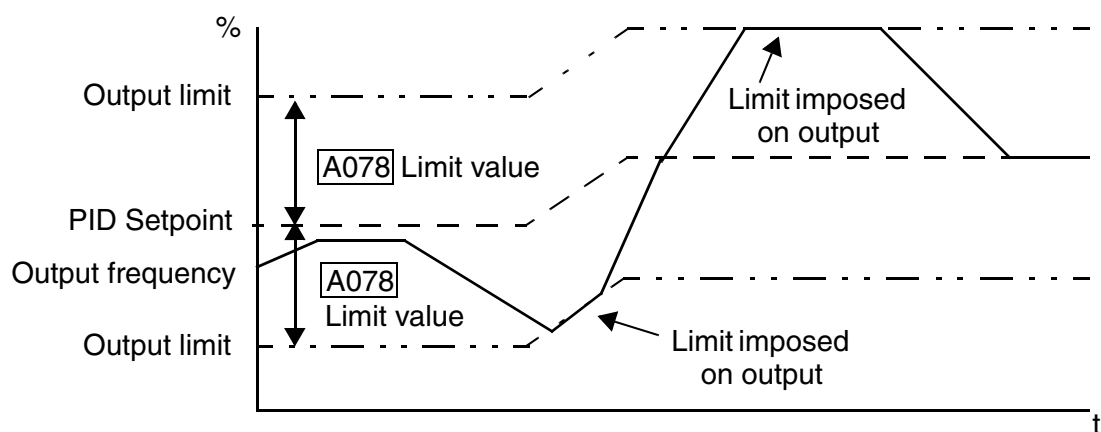 %
Output limit
Limit imposed
on output
A078 Limit value
PID Setpoint
Output frequency
A078
Limit value
Output limit
Limit imposed
on output
t